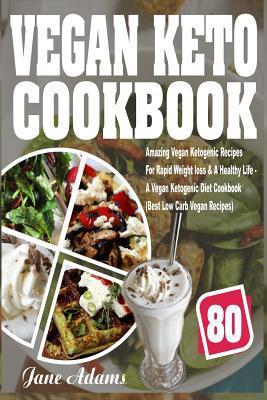 VEGAN KETO
COOKBOOK
Amazing Vegan Ketogenic Recipes
For Rapid Weight loss & A Healthy Life -
A Vegan Ketogenic Diet Cookbook
(Best Low Carb Vegan Recipes)
80
Jane Adams